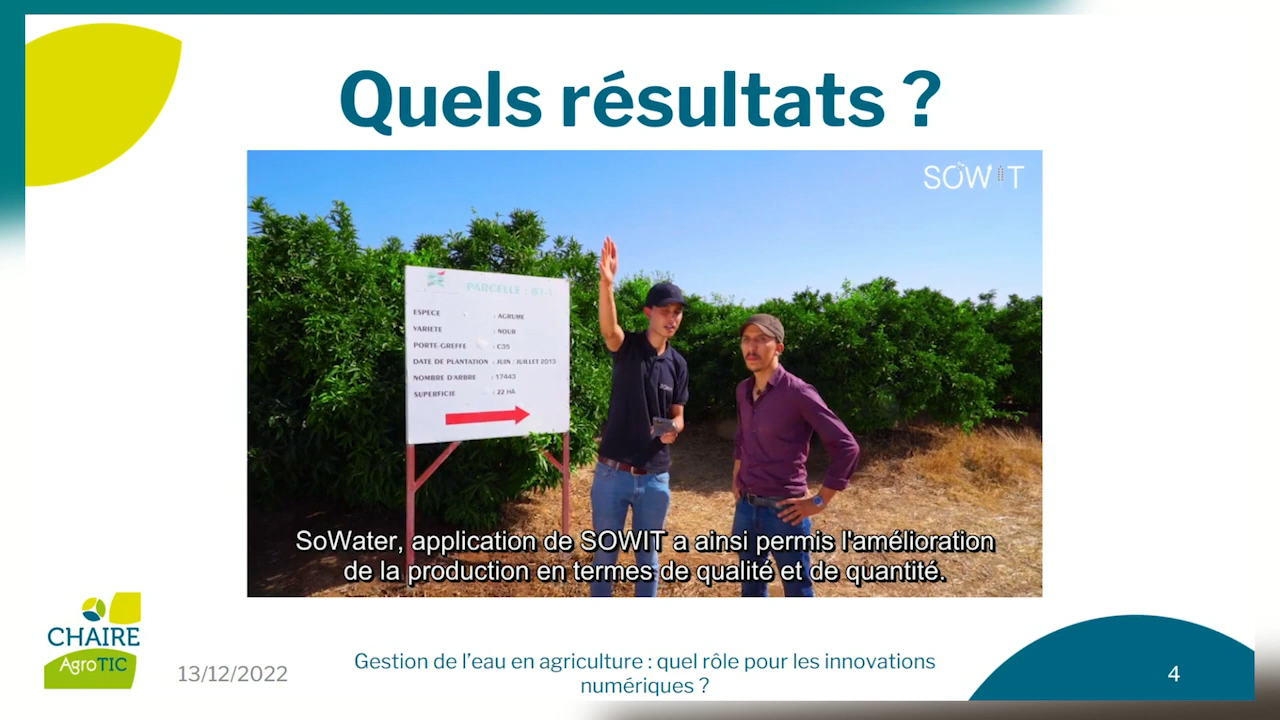 Quels résultats ?
SOWIT
PARCELLE : B1-1
ESPECE : AGRUME
VARIETE : NOUR
PORTE-GREFFE : C35
DATE DE PLANTATION : JUIN / JUILLET 2013
NOMBRE D'ARBRE : 17443
SUPERFICIE : 22 HA
SoWater, application de SOWIT a ainsi permis l'amélioration
de la production en termes de qualité et de quantité.
CHAIRE
AgroTIC
13/12/2022
Gestion de l’eau en agriculture : quel rôle pour les innovations
numériques ?
4